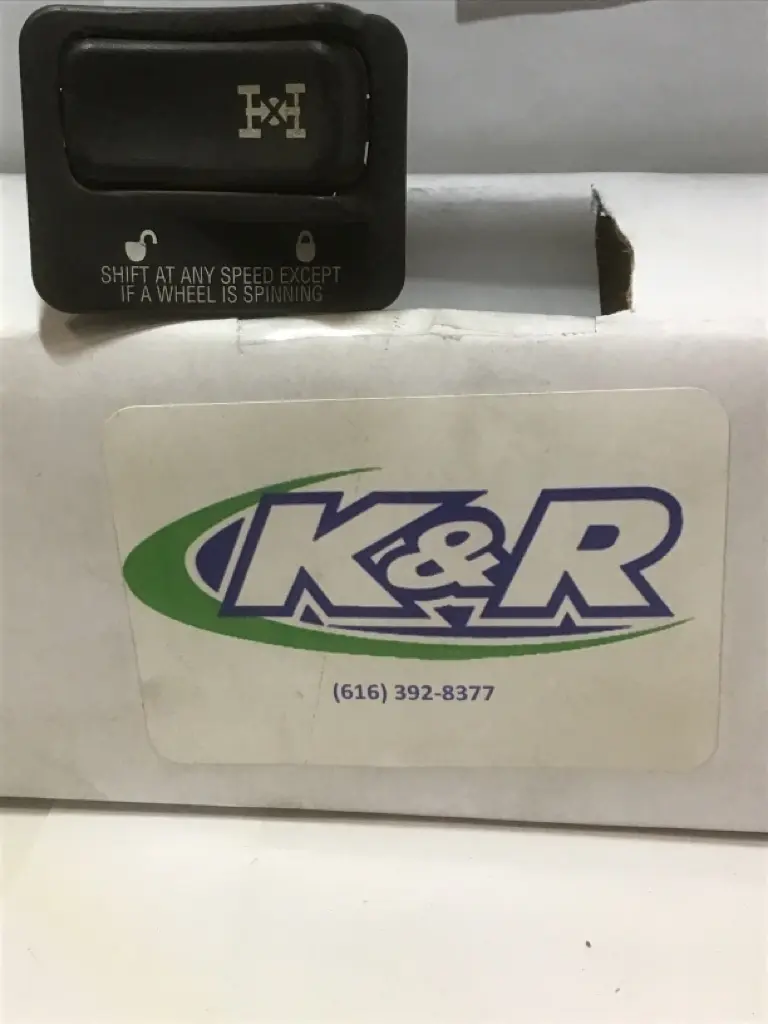 SHIFT AT ANY SPEED EXCEPT
IF A WHEEL IS SPINNING
K&R
(616) 392-8377